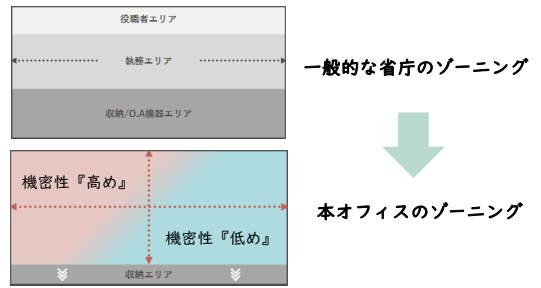 役職者エリア
執務エリア
収納/O.A機器エリア
一般的な省庁のゾーニング
機密性『高め』
機密性『低め』
収納エリア
本オフィスのゾーニング